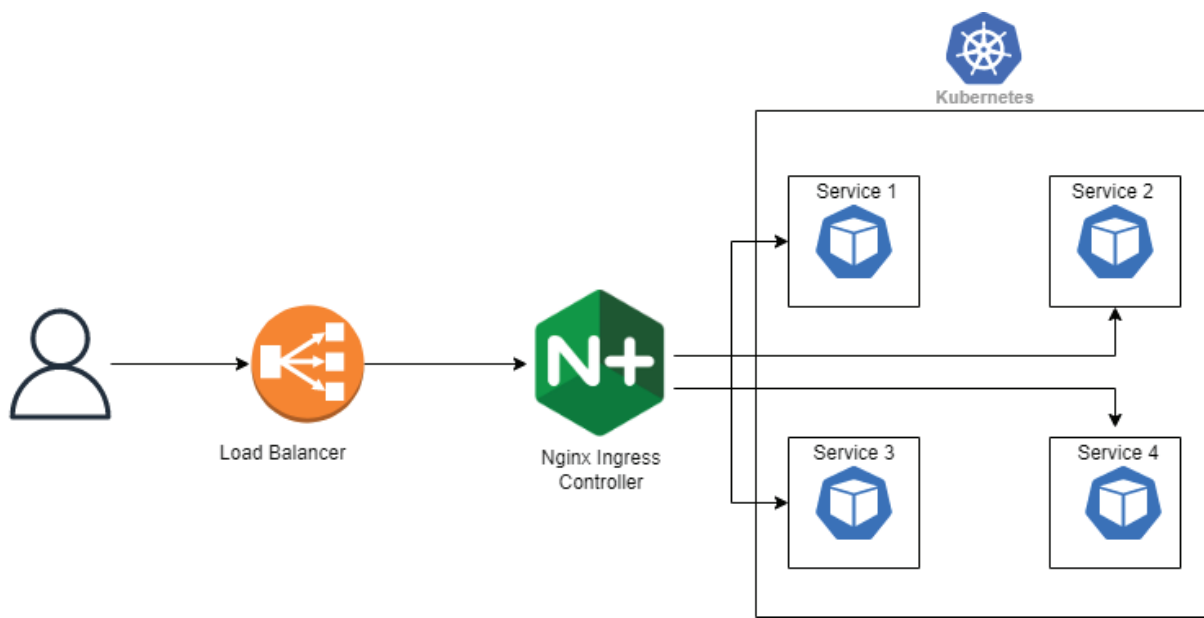 Kubernetes
Service 1
Service 2
N+
Load Balancer
Nginx Ingress
Controller
Service 3
Service 4